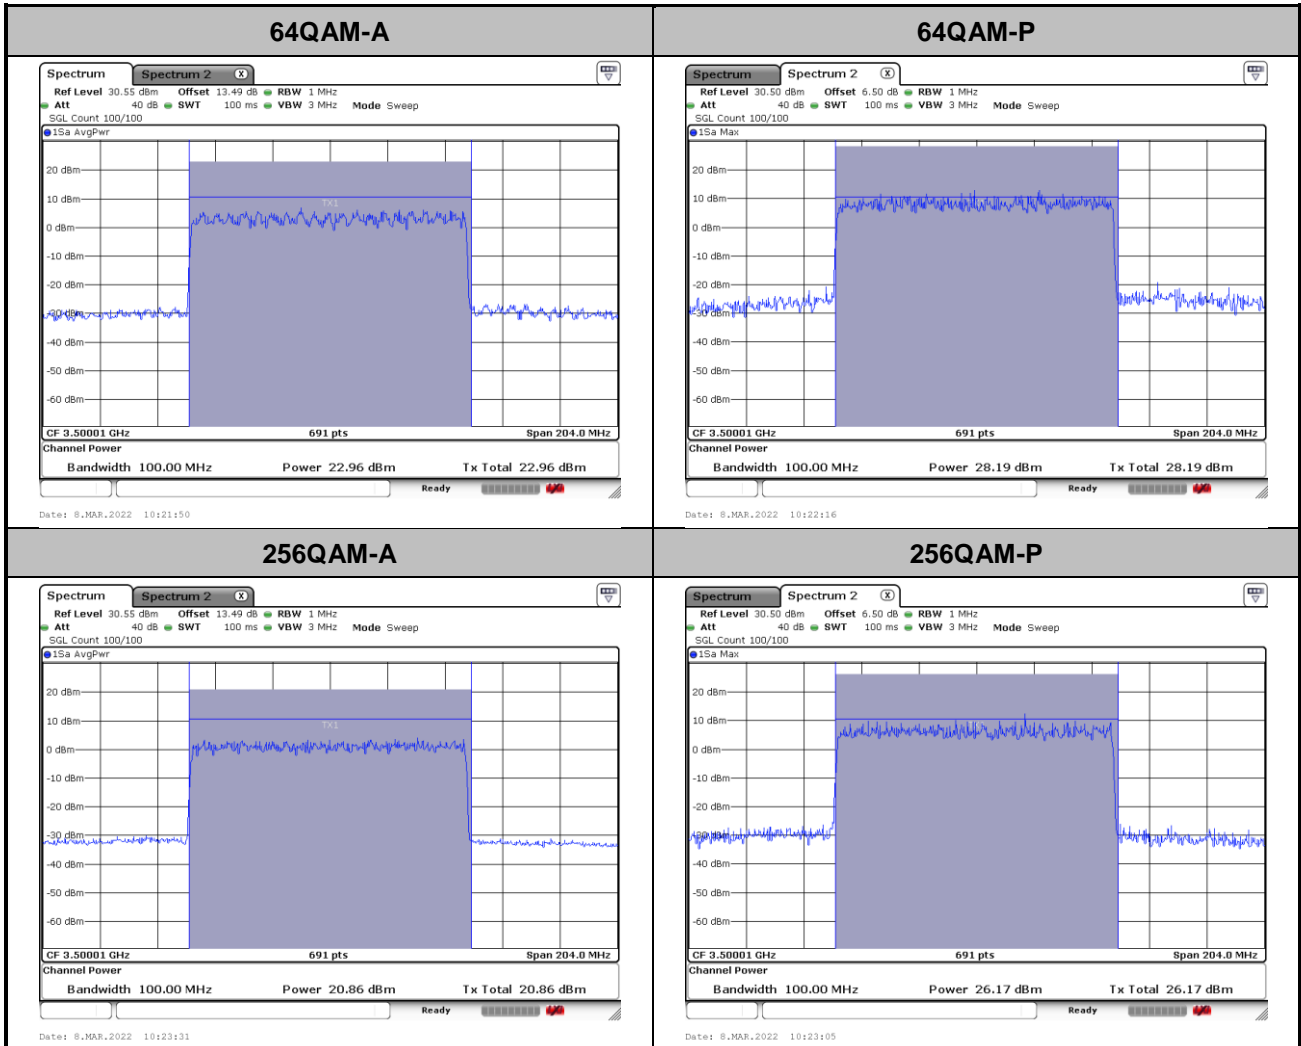 64QAM-A
64QAM-P
Spectrum Spectrum 2 X
Ref Level 30.55 dBm Offset 13.49 dB RBW 1 MHz
Att 40 dB SWT 100 ms VBW 3 MHz Mode Sweep
SGL Count 100/100
1Sa AvgPwr
20 dBm
10 dBm
TX1
0 dBm
-10 dBm
-20 dBm
-30 dBm
-40 dBm
-50 dBm
-60 dBm
CF 3.50001 GHz 691 pts Span 204.0 MHz
Channel Power
Bandwidth 100.00 MHz Power 22.96 dBm Tx Total 22.96 dBm
Ready
Date: 8.MAR.2022 10:21:50
Spectrum Spectrum 2 X
Ref Level 30.50 dBm Offset 6.50 dB RBW 1 MHz
Att 40 dB SWT 100 ms VBW 3 MHz Mode Sweep
SGL Count 100/100
1Sa Max
20 dBm
10 dBm
0 dBm
-10 dBm
-20 dBm
-30 dBm
-40 dBm
-50 dBm
-60 dBm
CF 3.50001 GHz 691 pts Span 204.0 MHz
Channel Power
Bandwidth 100.00 MHz Power 28.19 dBm Tx Total 28.19 dBm
Ready
Date: 8.MAR.2022 10:22:16
256QAM-A
256QAM-P
Spectrum Spectrum 2 X
Ref Level 30.55 dBm Offset 13.49 dB RBW 1 MHz
Att 40 dB SWT 100 ms VBW 3 MHz Mode Sweep
SGL Count 100/100
1Sa AvgPwr
20 dBm
10 dBm
TX1
0 dBm
-10 dBm
-20 dBm
-30 dBm
-40 dBm
-50 dBm
-60 dBm
CF 3.50001 GHz 691 pts Span 204.0 MHz
Channel Power
Bandwidth 100.00 MHz Power 20.86 dBm Tx Total 20.86 dBm
Ready
Date: 8.MAR.2022 10:23:31
Spectrum Spectrum 2 X
Ref Level 30.50 dBm Offset 6.50 dB RBW 1 MHz
Att 40 dB SWT 100 ms VBW 3 MHz Mode Sweep
SGL Count 100/100
1Sa Max
20 dBm
10 dBm
0 dBm
-10 dBm
-20 dBm
-30 dBm
-40 dBm
-50 dBm
-60 dBm
CF 3.50001 GHz 691 pts Span 204.0 MHz
Channel Power
Bandwidth 100.00 MHz Power 26.17 dBm Tx Total 26.17 dBm
Ready
Date: 8.MAR.2022 10:23:05